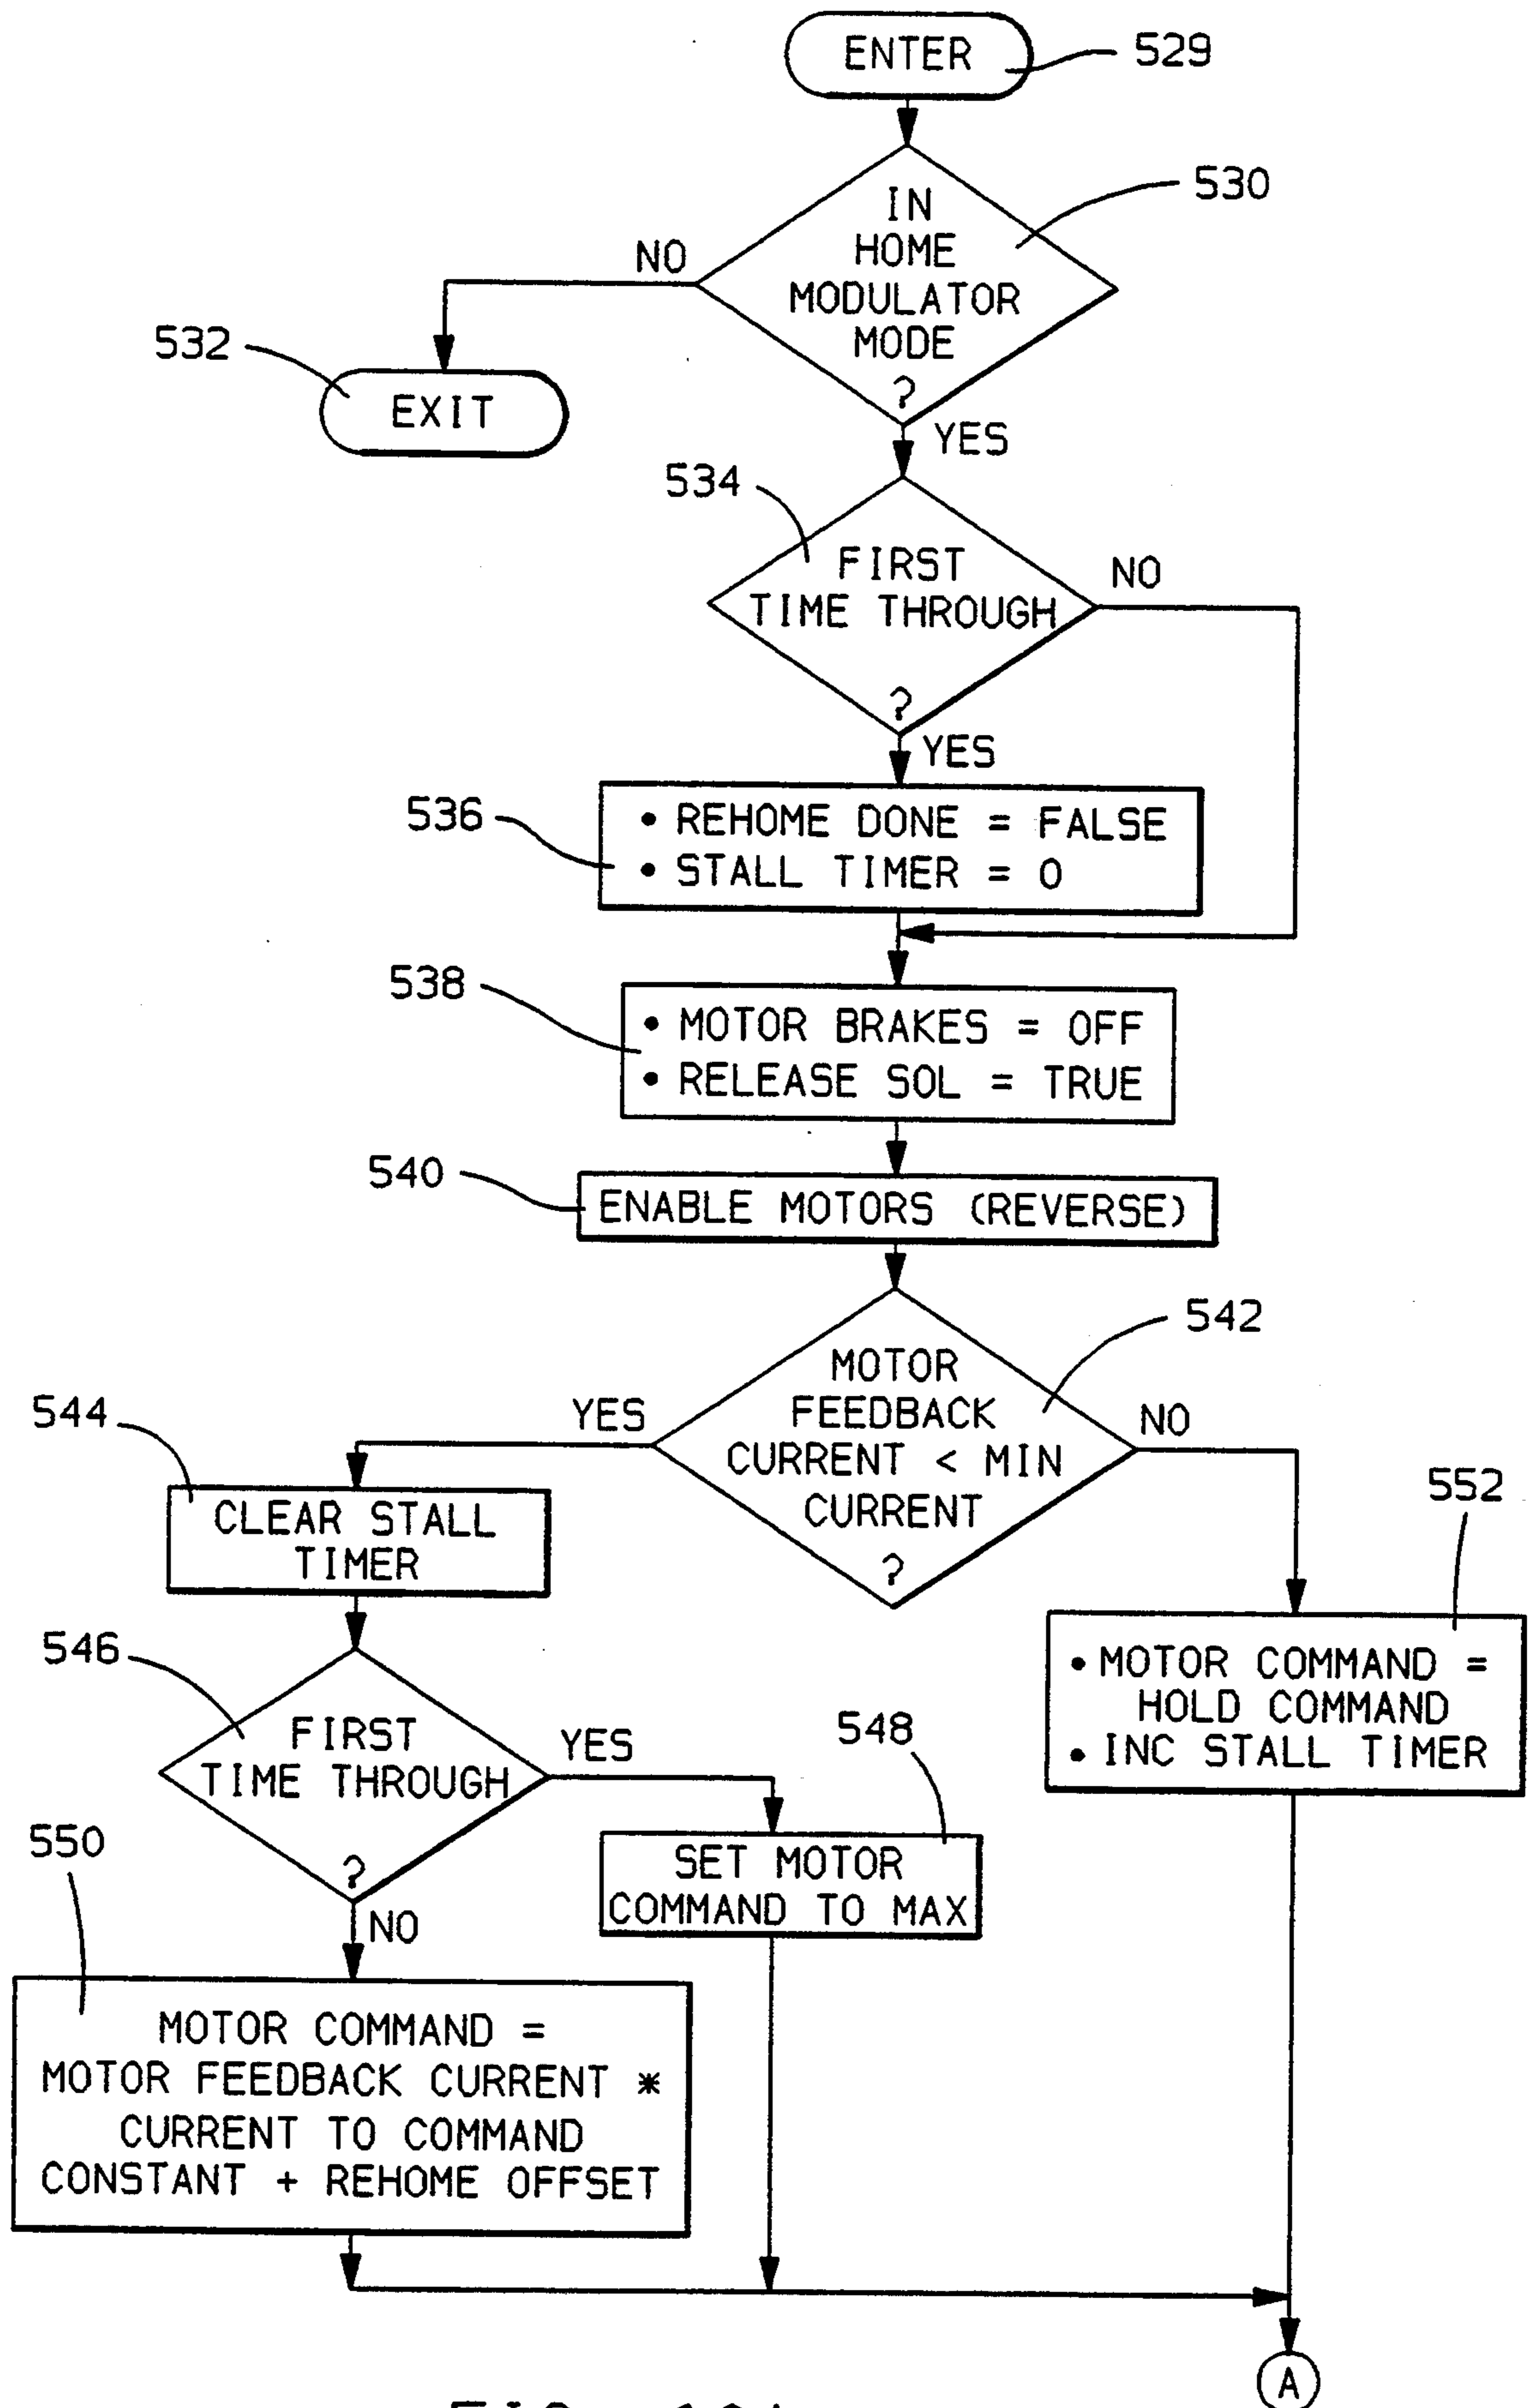 ENTER
529
IN
HOME
MODULATOR
MODE
?
530
NO
532
EXIT
YES
534
FIRST
TIME THROUGH
?
NO
YES
536
• REHOME DONE = FALSE
• STALL TIMER = 0
538
• MOTOR BRAKES = OFF
• RELEASE SOL = TRUE
540
ENABLE MOTORS (REVERSE)
542
MOTOR
FEEDBACK
CURRENT < MIN
CURRENT
?
YES
NO
544
CLEAR STALL
TIMER
552
• MOTOR COMMAND =
HOLD COMMAND
• INC STALL TIMER
546
FIRST
TIME THROUGH
?
YES
548
SET MOTOR
COMMAND TO MAX
NO
550
MOTOR COMMAND =
MOTOR FEEDBACK CURRENT *
CURRENT TO COMMAND
CONSTANT + REHOME OFFSET
A